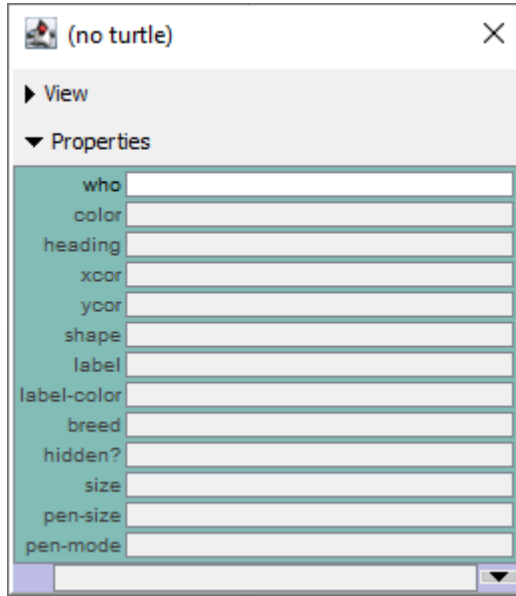 (no turtle)
View
Properties
who
color
heading
xcor
ycor
shape
label
label-color
breed
hidden?
size
pen-size
pen-mode